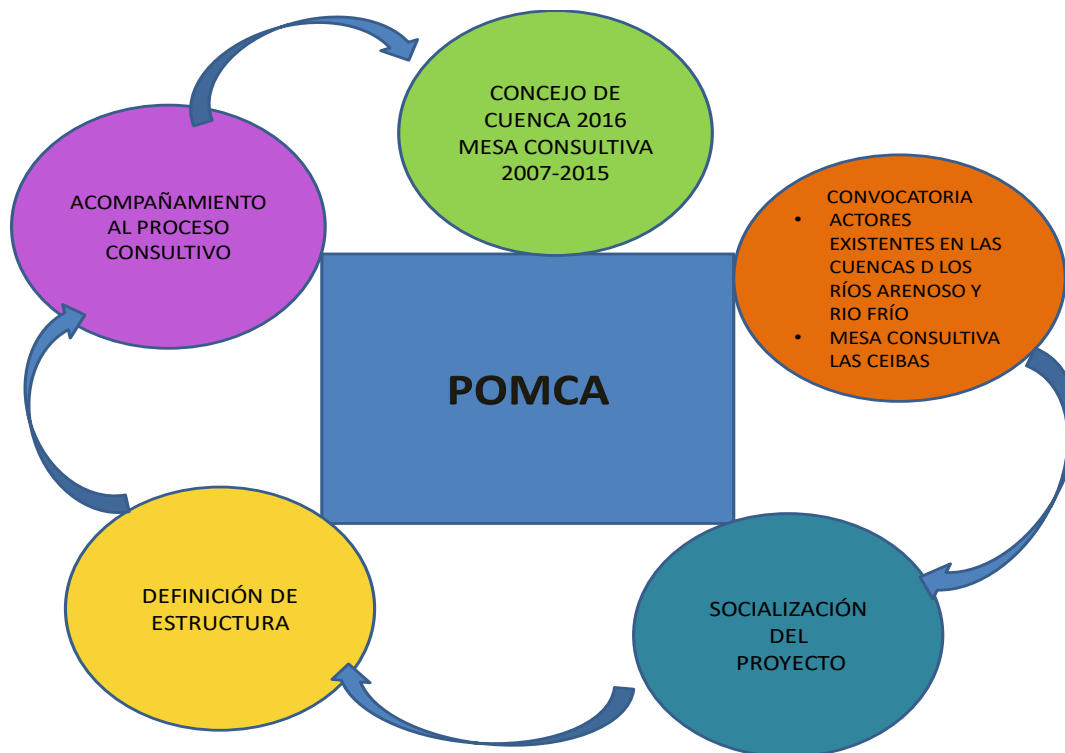 CONCEJO DE
CUENCA 2016
MESA CONSULTIVA
2007-2015
CONVOCATORIA
• ACTORES
EXISTENTES EN LAS
CUENCAS D LOS
RÍOS ARENOSO Y
RIO FRÍO
• MESA CONSULTIVA
LAS CEIBAS
ACOMPAÑAMIENTO
AL PROCESO
CONSULTIVO
POMCA
DEFINICIÓN DE
ESTRUCTURA
SOCIALIZACIÓN
DEL
PROYECTO